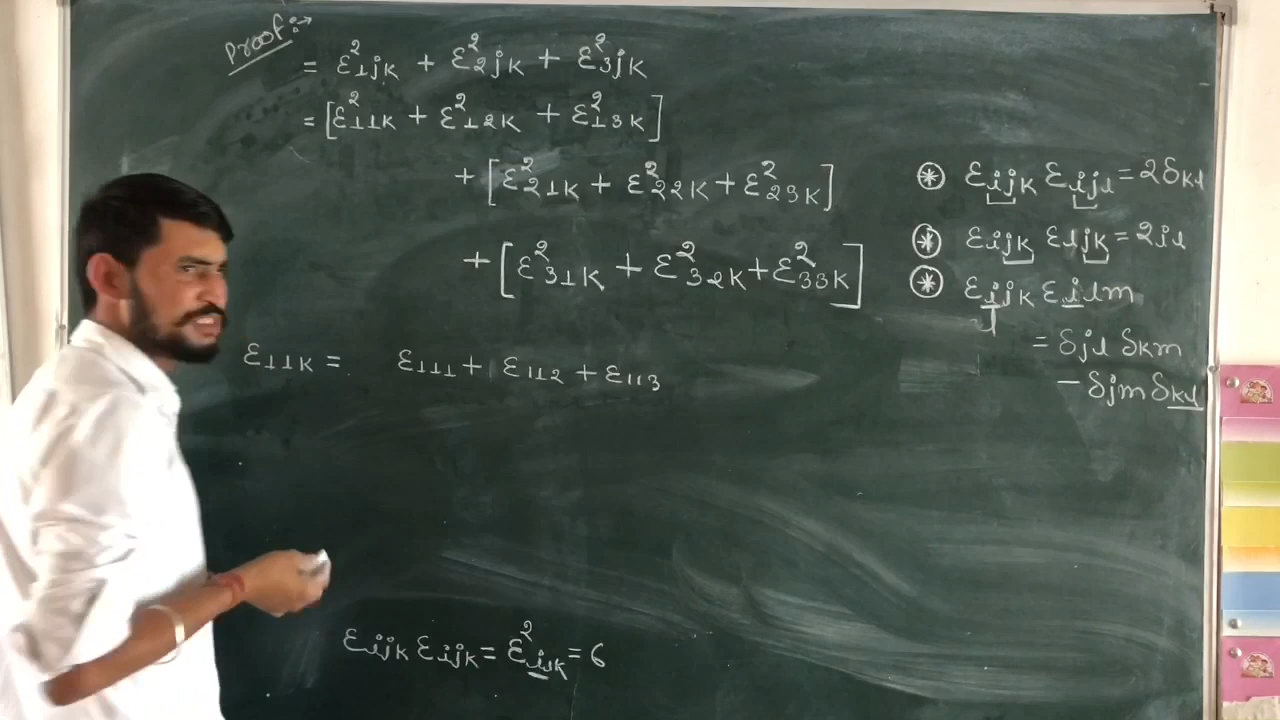 Proof:→
= ε²₁jk + ε²₂jk + ε²₃jk
= [ε²₁₁k + ε²₁₂k + ε²₁₃k]
+ [ε²₂₁k + ε²₂₂k + ε²₂₃k]
+ [ε²₃₁k + ε²₃₂k + ε²₃₃k]
ε₁₁k = ε₁₁₁ + ε₁₁₂ + ε₁₁₃
εijk εijk = ε²ijk = 6
⊛ εijk εijl = 2δkl
⊛ εijk εljk = 2jl
⊛ εijk εilm
= δjl δkm
− δjm δkl